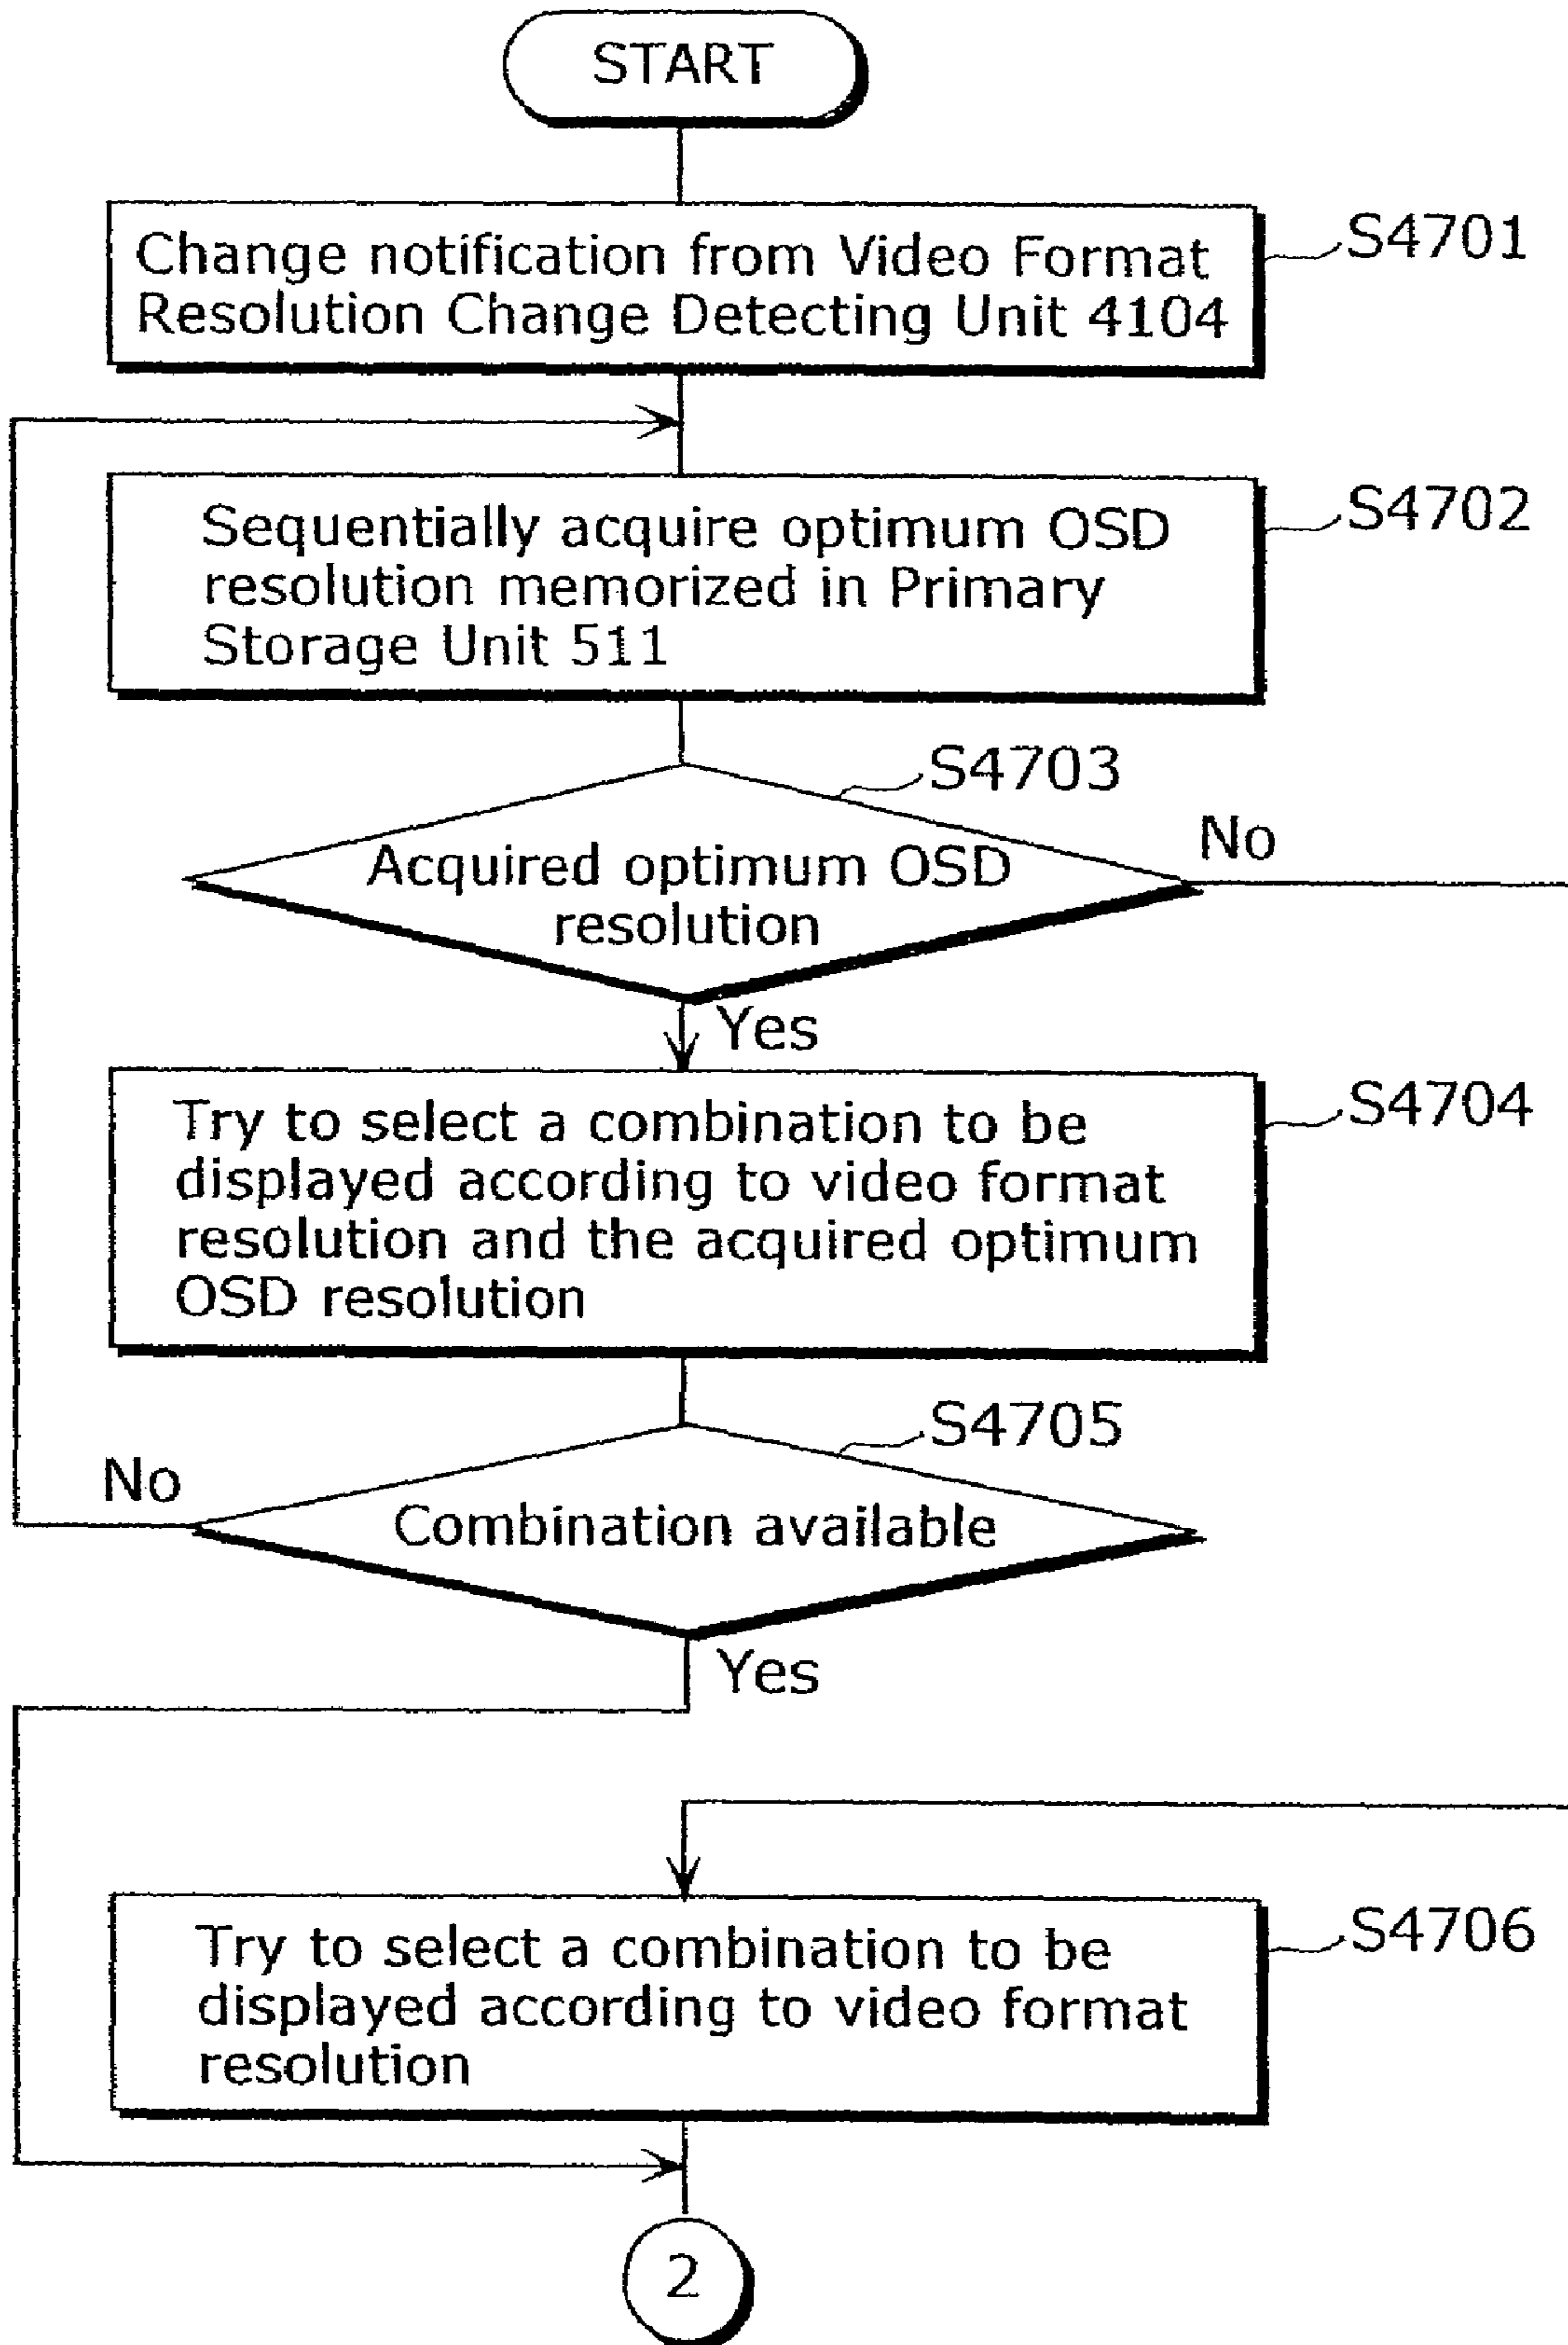 START
Change notification from Video Format
Resolution Change Detecting Unit 4104
S4701
Sequentially acquire optimum OSD
resolution memorized in Primary
Storage Unit 511
S4702
S4703
Acquired optimum OSD
resolution
No
Yes
Try to select a combination to be
displayed according to video format
resolution and the acquired optimum
OSD resolution
S4704
S4705
No
Combination available
Yes
Try to select a combination to be
displayed according to video format
resolution
S4706
2